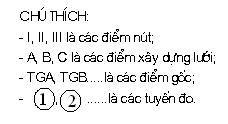 CHÚ THÍCH:
- I, II, III là các điểm nút;
- A, B, C là các điểm xây dựng lưới;
- TGA, TGB.....là các điểm gốc;
- 1, 2 ......là các tuyến đo.